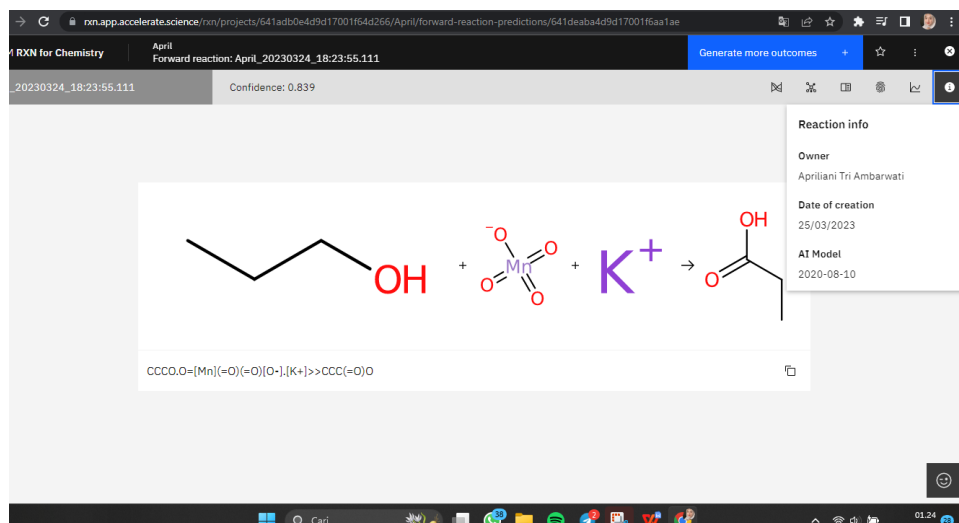 rxn.app.accelerate.science/rxn/projects/641adb0e4d9d17001f64d266/April/forward-reaction-predictions/641deaba4d9d17001f6aa1ae
RXN for Chemistry
April
Forward reaction: April_20230324_18:23:55.111
Generate more outcomes +
_20230324_18:23:55.111
Confidence: 0.839
Reaction info
Owner
Apriliani Tri Ambarwati
Date of creation
25/03/2023
AI Model
2020-08-10
OH + ⁻O Mn O O O + K⁺ → OH O
CCCO.O=[Mn](=O)(=O)[O-].[K+]>>CCC(=O)O
Cari
38
2
01.24